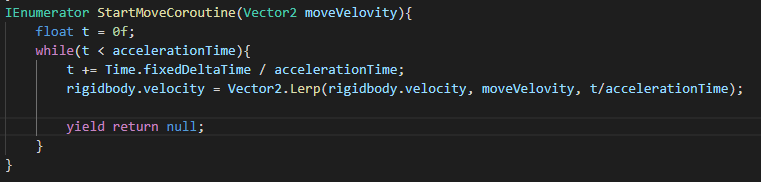 IEnumerator StartMoveCoroutine(Vector2 moveVelovity){
float t = 0f;
while(t < accelerationTime){
t += Time.fixedDeltaTime / accelerationTime;
rigidbody.velocity = Vector2.Lerp(rigidbody.velocity, moveVelovity, t/accelerationTime);
yield return null;
}
}